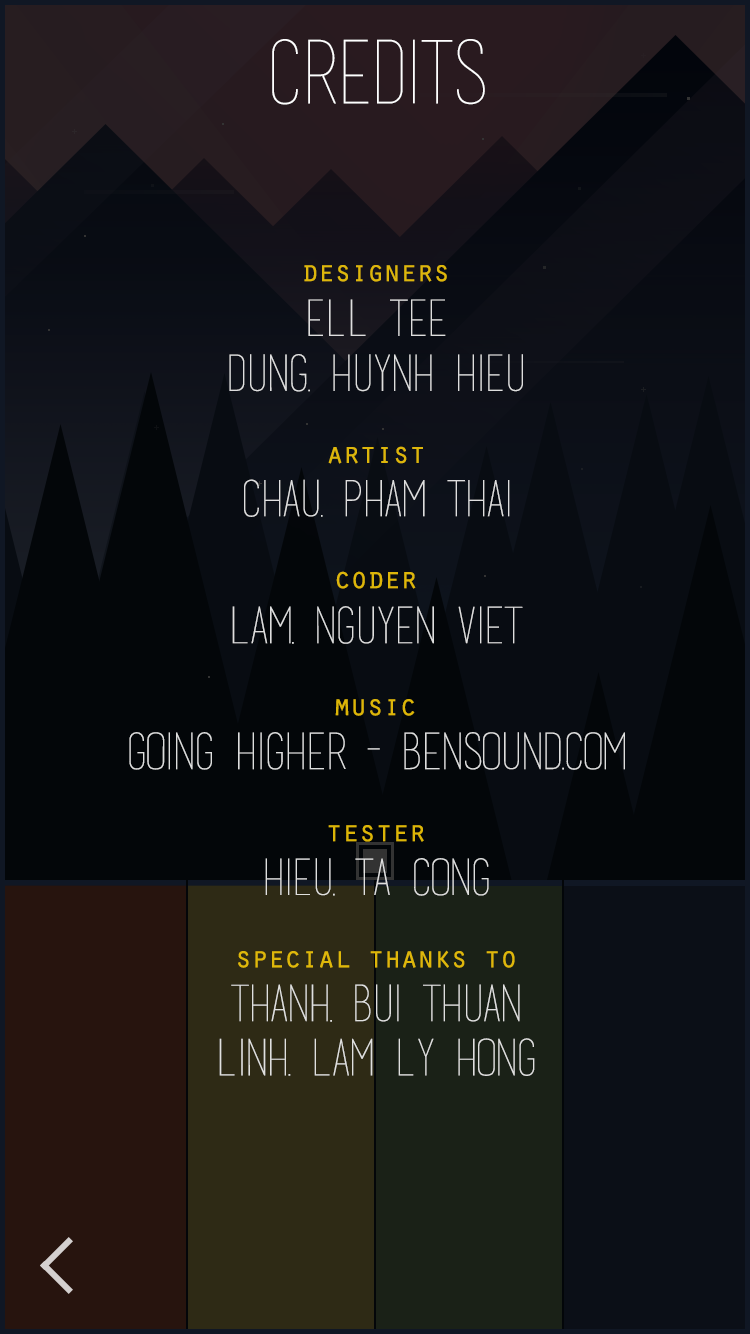 CREDITS
DESIGNERS
ELL TEE
DUNG. HUYNH HIEU
ARTIST
CHAU. PHAM THAI
CODER
LAM. NGUYEN VIET
MUSIC
GOING HIGHER - BENSOUND.COM
TESTER
HIEU. TA CONG
SPECIAL THANKS TO
THANH. BUI THUAN
LINH. LAM LY HONG